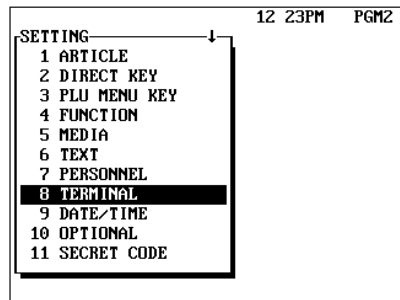 12 23PM PGM2
SETTING ↓
1 ARTICLE
2 DIRECT KEY
3 PLU MENU KEY
4 FUNCTION
5 MEDIA
6 TEXT
7 PERSONNEL
8 TERMINAL
9 DATE/TIME
10 OPTIONAL
11 SECRET CODE